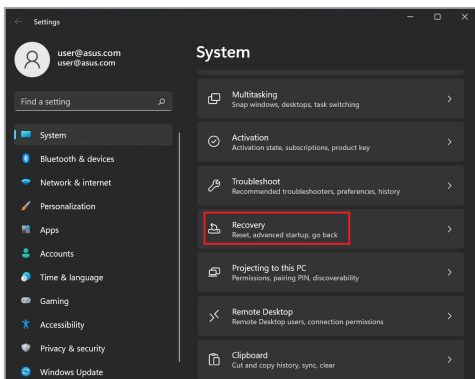 Settings
user@asus.com
user@asus.com
Find a setting
System
Bluetooth & devices
Network & internet
Personalization
Apps
Accounts
Time & language
Gaming
Accessibility
Privacy & security
Windows Update
System
Multitasking
Snap windows, desktops, task switching
Activation
Activation state, subscriptions, product key
Troubleshoot
Recommended troubleshooters, preferences, history
Recovery
Reset, advanced startup, go back
Projecting to this PC
Permissions, pairing PIN, discoverability
Remote Desktop
Remote Desktop users, connection permissions
Clipboard
Cut and copy history, sync, clear